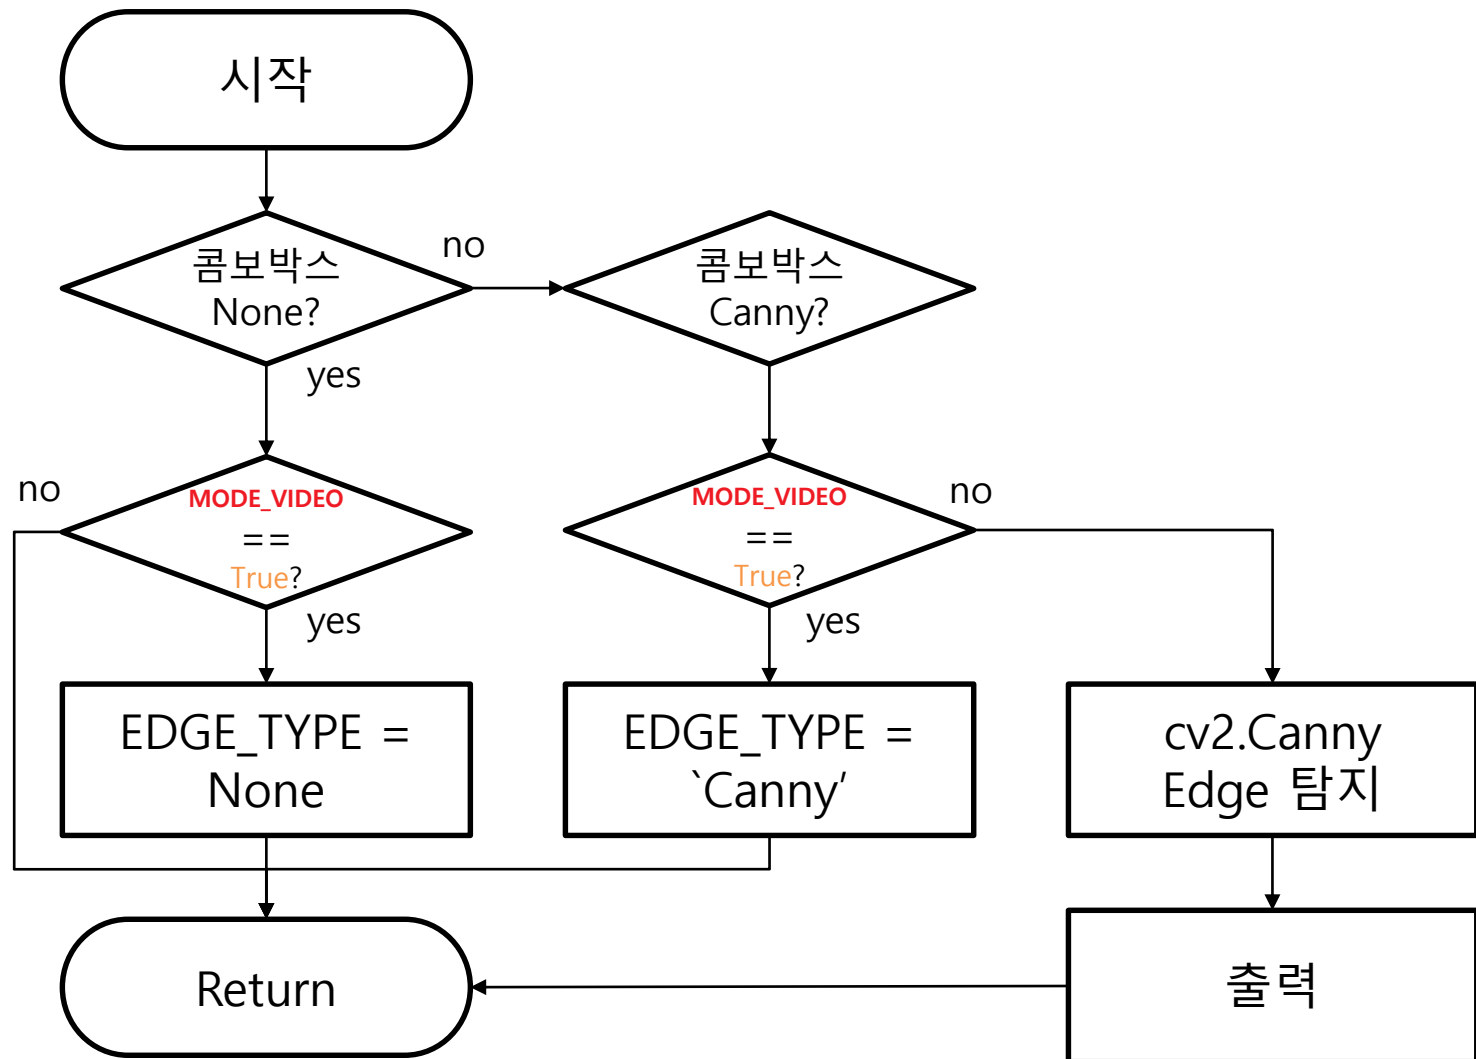 시작
콤보박스
None?
no
콤보박스
Canny?
yes
no
MODE_VIDEO
==
True?
MODE_VIDEO
==
True?
no
yes
yes
EDGE_TYPE =
None
EDGE_TYPE =
`Canny’
cv2.Canny
Edge 탐지
Return
출력